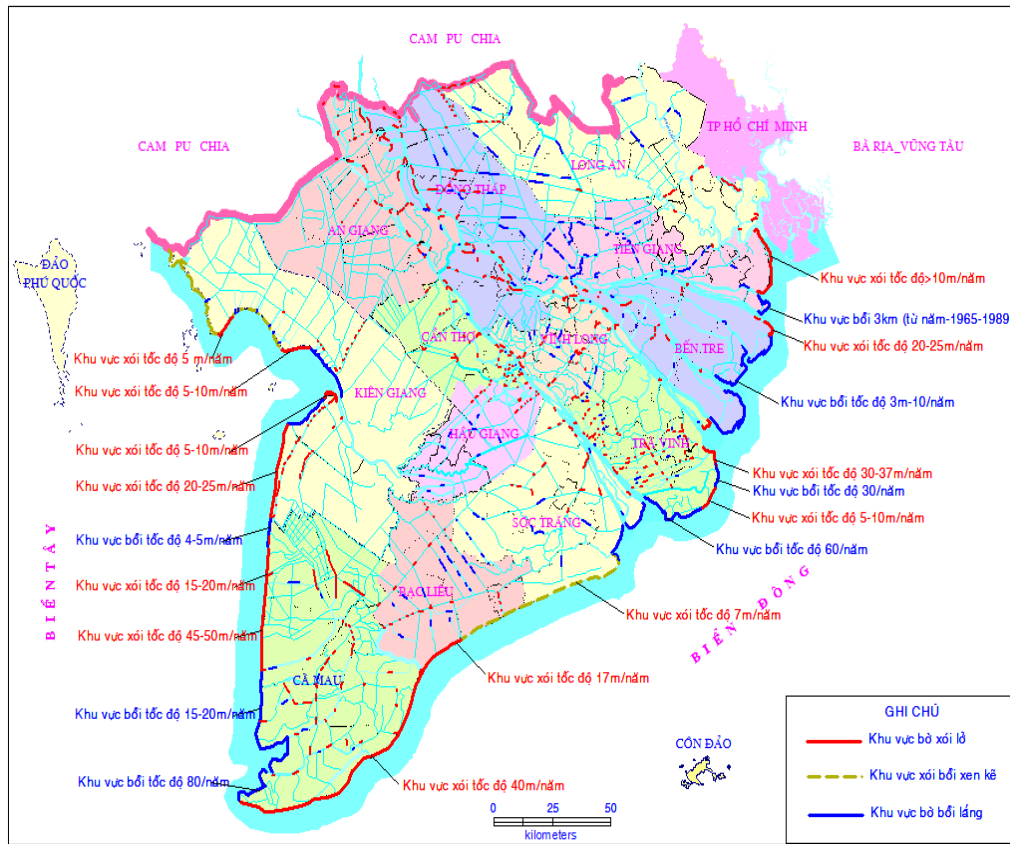 CAM PU CHIA
TP HỒ CHÍ MINH
CAM PU CHIA
BÀ RỊA_VŨNG TÀU
LONG AN
ĐỒNG THÁP
AN GIANG
TIỀN GIANG
ĐẢO
PHÚ QUỐC
Khu vực xói tốc độ>10m/năm
Khu vực bồi 3km (từ năm-1965-1989
CẦN THƠ
VĨNH LONG
BẾN.TRE
Khu vực xói tốc độ 20-25m/năm
Khu vực xói tốc độ 5 m/năm
Khu vực xói tốc độ 5-10m/năm
KIÊN GIANG
Khu vực bồi tốc độ 3m-10/năm
HẬU GIANG
TRÀ VINH
Khu vực xói tốc độ 5-10m/năm
Khu vực xói tốc độ 30-37m/năm
Khu vực xói tốc độ 20-25m/năm
Khu vực bồi tốc độ 30/năm
Khu vực xói tốc độ 5-10m/năm
SÓC TRĂNG
Khu vực bồi tốc độ 4-5m/năm
Khu vực bồi tốc độ 60/năm
BIỂN TÂY
Khu vực xói tốc độ 15-20m/năm
BẠC LIÊU
Khu vực xói tốc độ 7m/năm
BIỂN ĐÔNG
Khu vực xói tốc độ 45-50m/năm
Khu vực xói tốc độ 17m/năm
CÀ MAU
Khu vực bồi tốc độ 15-20m/năm
Khu vực bồi tốc độ 80/năm
Khu vực xói tốc độ 40m/năm
CÔN ĐẢO
0 25 50
kilometers
GHI CHÚ
Khu vực bờ xói lở
Khu vực xói bồi xen kẽ
Khu vực bờ bồi lắng